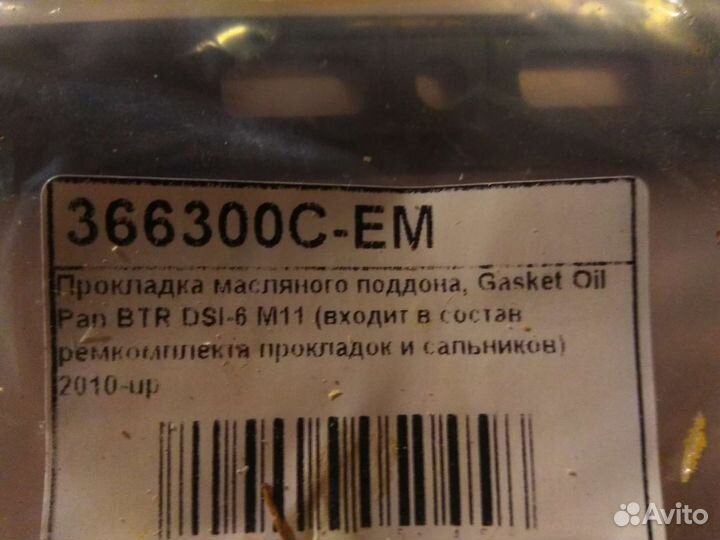 366300C-EM
Прокладка масляного поддона, Gasket Oil
Pan BTR DSI-6 M11 (входит в состав
ремкомплекта прокладок и сальников)
2010-up
Avito